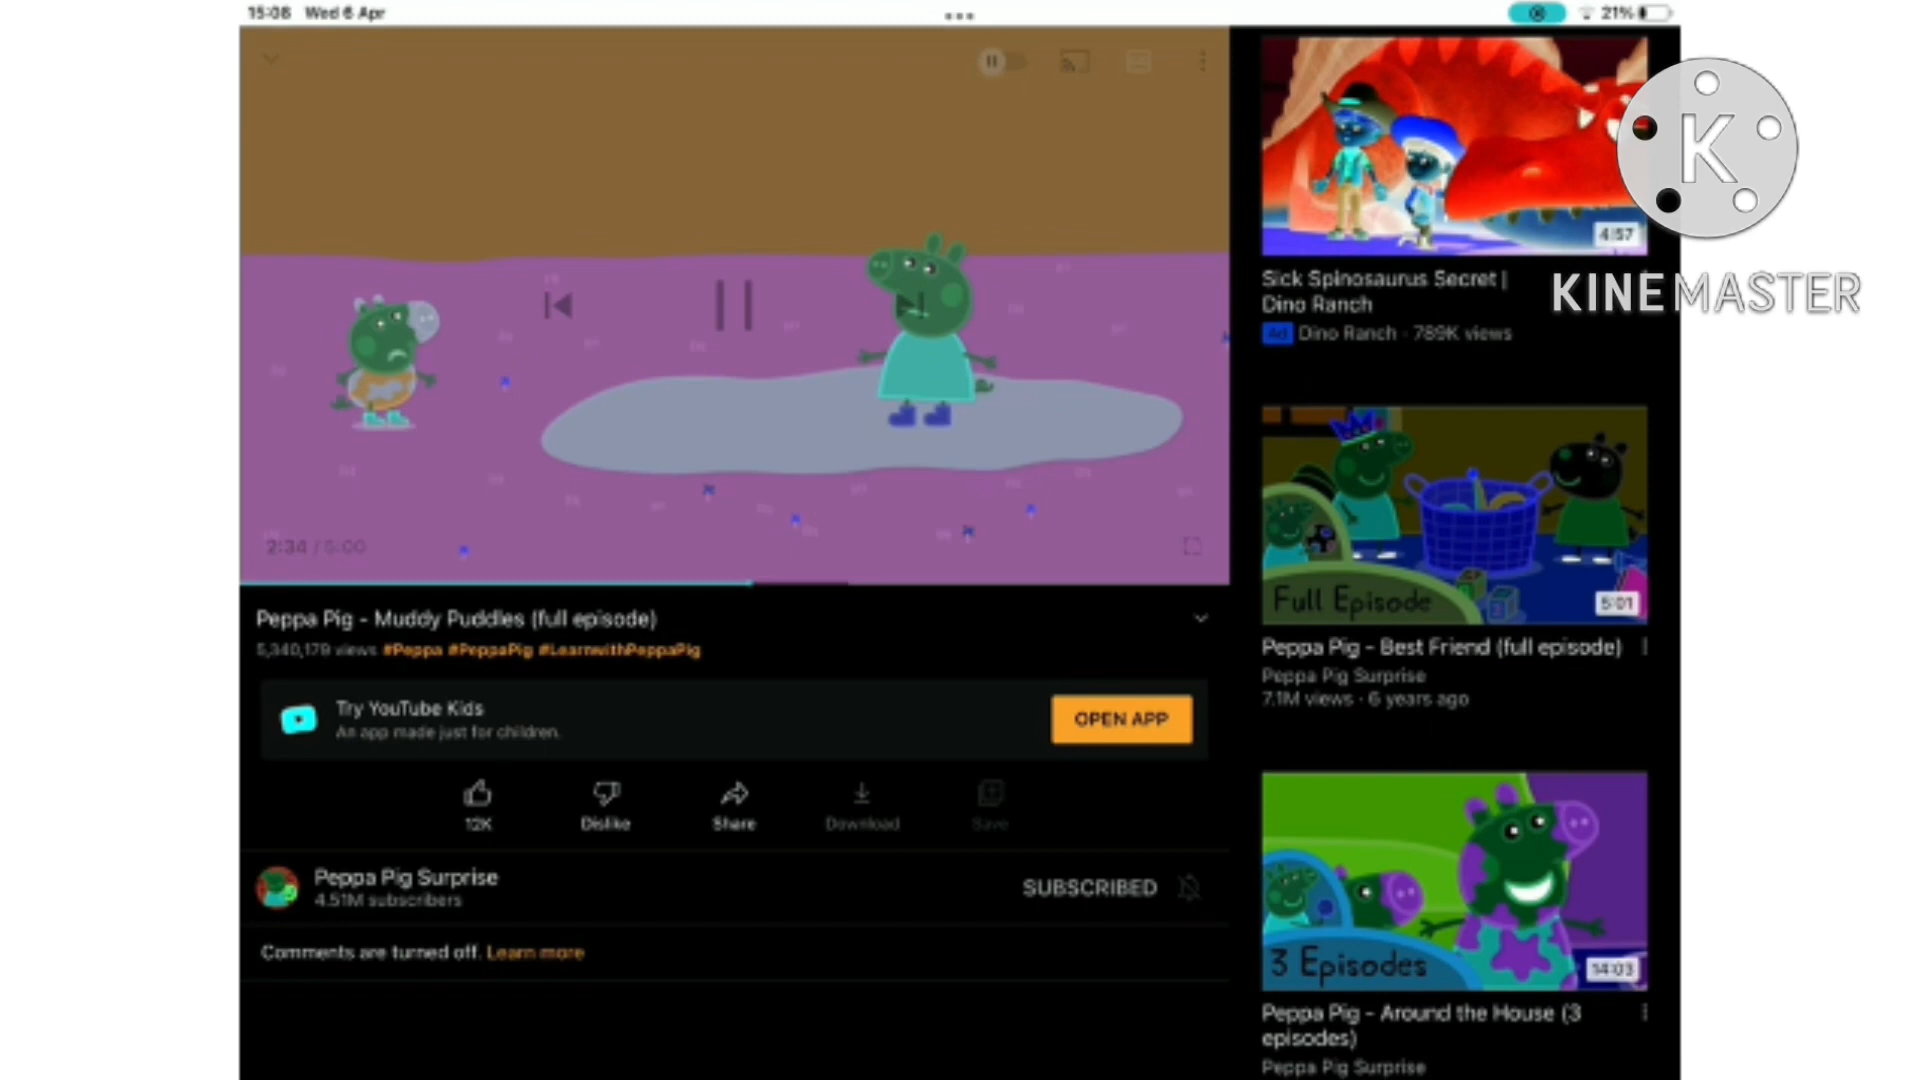 15:08 Wed 6 Apr
21%
2:34 / 5:00
Peppa Pig - Muddy Puddles (full episode)
5,340,179 views #Peppa #PeppaPig #LearnwithPeppaPig
Try YouTube Kids
An app made just for children.
OPEN APP
12K
Dislike
Share
Download
Save
Peppa Pig Surprise
4.51M subscribers
SUBSCRIBED
Comments are turned off. Learn more
4:57
Sick Spinosaurus Secret |
Dino Ranch
Ad Dino Ranch · 789K views
Full Episode
5:01
Peppa Pig - Best Friend (full episode)
Peppa Pig Surprise
7.1M views · 6 years ago
3 Episodes
14:03
Peppa Pig - Around the House (3
episodes)
Peppa Pig Surprise
K
KINEMASTER